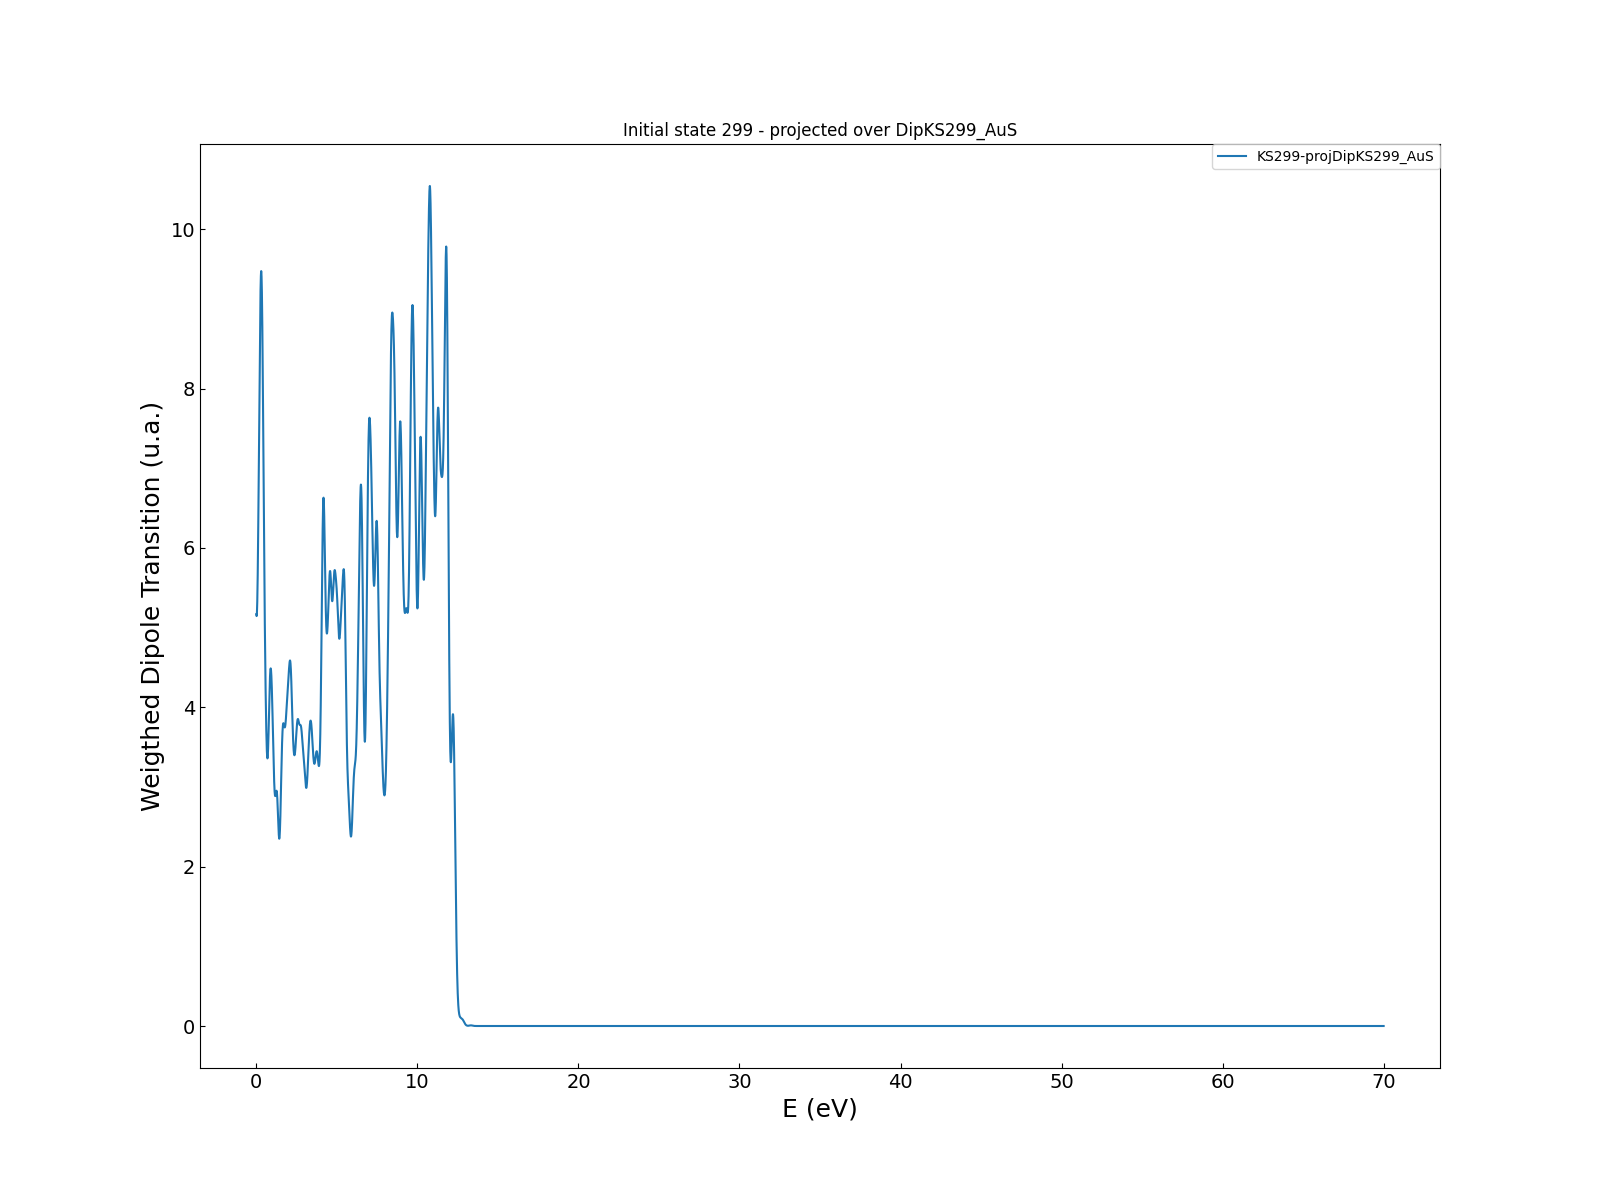 Initial state 299 - projected over DipKS299_AuS
KS299-projDipKS299_AuS
10
8
6
4
2
0
Weigthed Dipole Transition (u.a.)
0 10 20 30 40 50 60 70
E (eV)